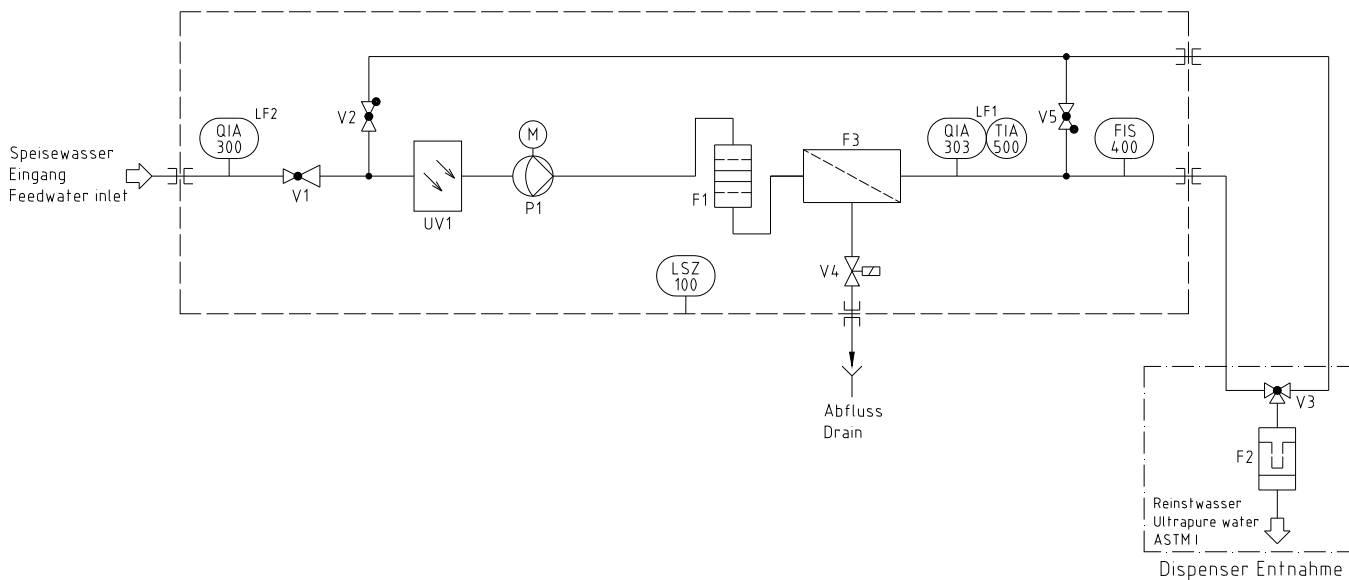 Speisewasser
Eingang
Feedwater inlet
QIA
300
LF2
V1
V2
UV1
M
P1
F1
F3
LSZ
100
V4
Abfluss
Drain
QIA
303
LF1
TIA
500
V5
FIS
400
V3
F2
Reinstwasser
Ultrapure water
ASTM I
Dispenser Entnahme